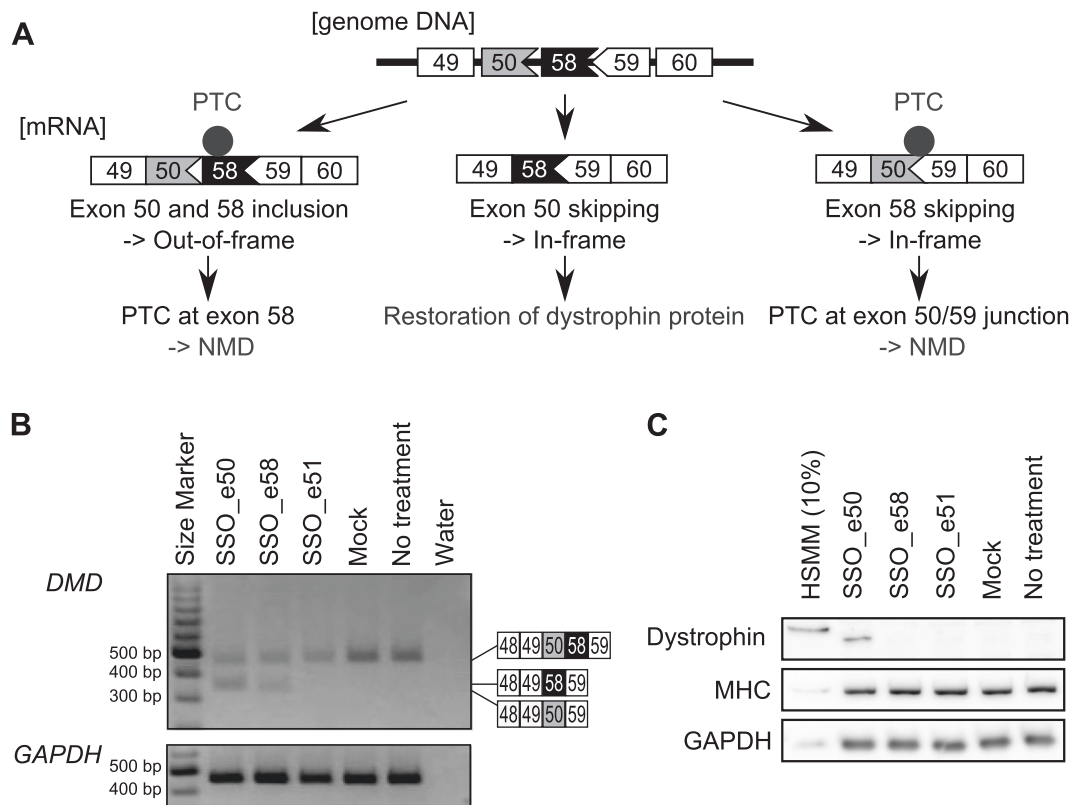 A
[genome DNA]
49 50 58 59 60
[mRNA]
PTC
PTC
49 50 58 59 60
49 58 59 60
49 50 59 60
Exon 50 and 58 inclusion
-> Out-of-frame
Exon 50 skipping
-> In-frame
Exon 58 skipping
-> In-frame
PTC at exon 58
-> NMD
Restoration of dystrophin protein
PTC at exon 50/59 junction
-> NMD
B
Size Marker
SSO_e50
SSO_e58
SSO_e51
Mock
No treatment
Water
DMD
500 bp
400 bp
300 bp
48 49 50 58 59
48 49 58 59
48 49 50 59
GAPDH
500 bp
400 bp
C
HSMM (10%)
SSO_e50
SSO_e58
SSO_e51
Mock
No treatment
Dystrophin
MHC
GAPDH